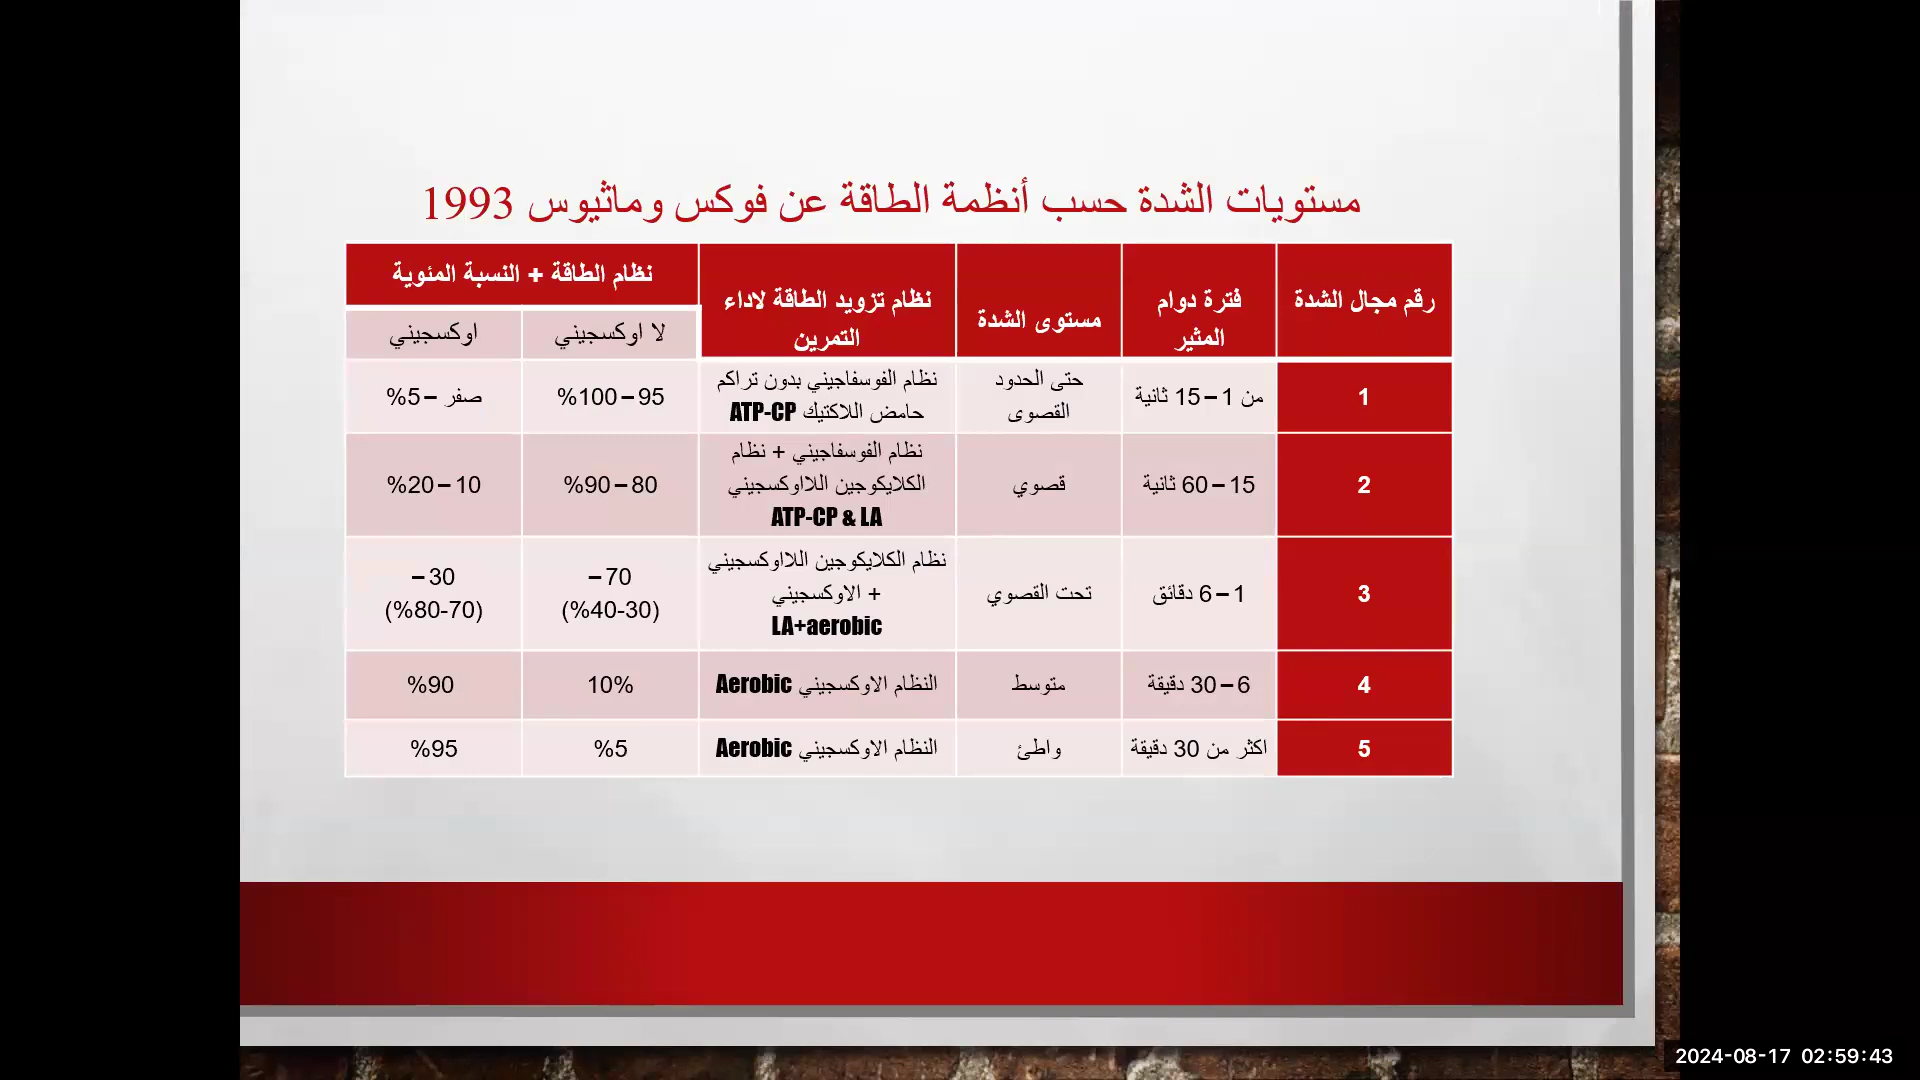 مستويات الشدة حسب أنظمة الطاقة عن فوكس وماثيوس 1993
رقم مجال الشدة
فترة دوام
المثير
مستوى الشدة
نظام تزويد الطاقة لاداء
التمرين
نظام الطاقة + النسبة المئوية
لا اوكسجيني
اوكسجيني
1
من 1 – 15 ثانية
حتى الحدود
القصوى
نظام الفوسفاجيني بدون تراكم
حامض اللاكتيك ATP-CP
95 – 100%
صفر – 5%
2
15 – 60 ثانية
قصوي
نظام الفوسفاجيني + نظام
الكلايكوجين اللااوكسجيني
ATP-CP & LA
80 – 90%
10 – 20%
3
1 – 6 دقائق
تحت القصوي
نظام الكلايكوجين اللااوكسجيني
+ الاوكسجيني
LA+aerobic
70 –
(30-40%)
30 –
(70-80%)
4
6 – 30 دقيقة
متوسط
النظام الاوكسجيني Aerobic
10%
90%
5
اكثر من 30 دقيقة
واطئ
النظام الاوكسجيني Aerobic
5%
95%
2024-08-17 02:59:43